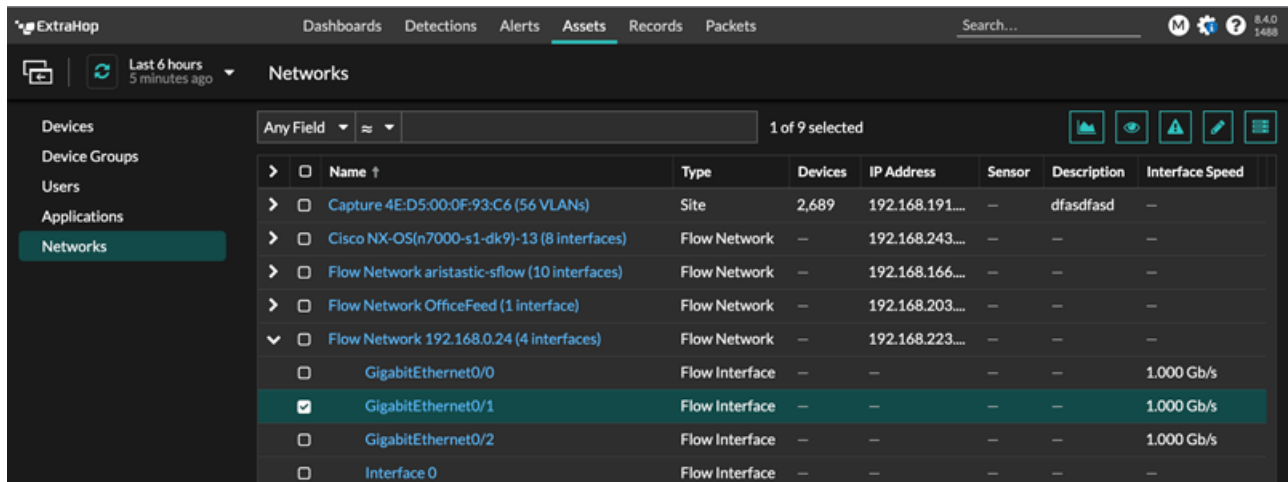 ExtraHop Dashboards Detections Alerts Assets Records Packets Search... M ? 8.4.0
1488
Last 6 hours
5 minutes ago
Networks
Devices
Device Groups
Users
Applications
Networks
Any Field ≈ 1 of 9 selected
Name ↑ Type Devices IP Address Sensor Description Interface Speed
Capture 4E:D5:00:0F:93:C6 (56 VLANs) Site 2,689 192.168.191.... — dfasdfasd —
Cisco NX-OS(n7000-s1-dk9)-13 (8 interfaces) Flow Network — 192.168.243.... — — —
Flow Network aristastic-sflow (10 interfaces) Flow Network — 192.168.166.... — — —
Flow Network OfficeFeed (1 interface) Flow Network — 192.168.203.... — — —
Flow Network 192.168.0.24 (4 interfaces) Flow Network — 192.168.223.... — — —
GigabitEthernet0/0 Flow Interface — — — — 1.000 Gb/s
GigabitEthernet0/1 Flow Interface — — — — 1.000 Gb/s
GigabitEthernet0/2 Flow Interface — — — — 1.000 Gb/s
Interface 0 Flow Interface — — — — —